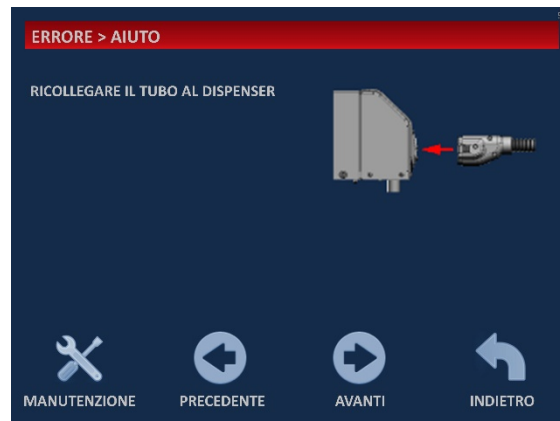 ERRORE > AIUTO
RICOLLEGARE IL TUBO AL DISPENSER
MANUTENZIONE
PRECEDENTE
AVANTI
INDIETRO